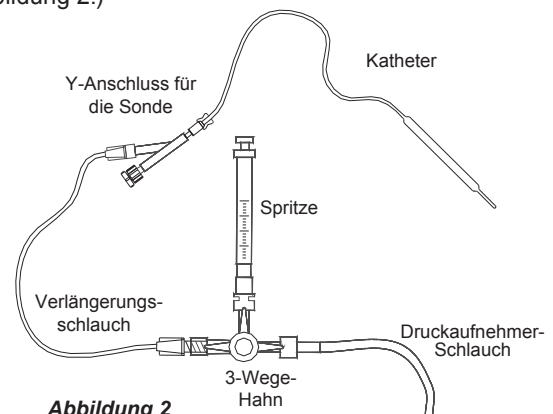 bildung 2.)
Y-Anschluss für
die Sonde
Katheter
Spritze
Verlängerungs-
schlauch
Druckaufnehmer-
Schlauch
3-Wege-
Hahn
Abbildung 2